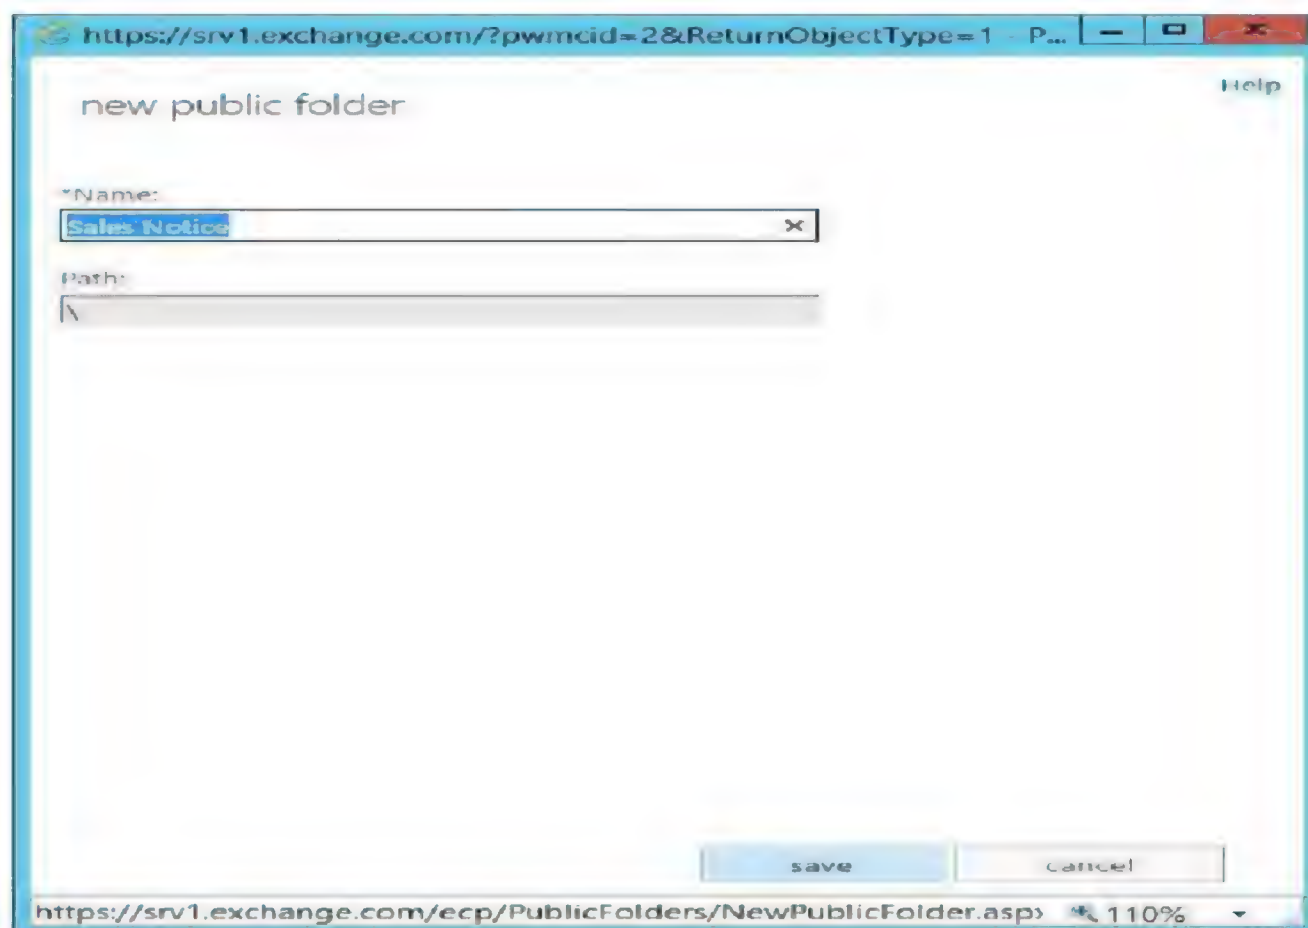 https://srv1.exchange.com/?pwmcid=2&ReturnObjectType=1 - P...
Help
new public folder
*Name:
Sales Notice
Path:
\
save cancel
https://srv1.exchange.com/ecp/PublicFolders/NewPublicFolder.asp 110%